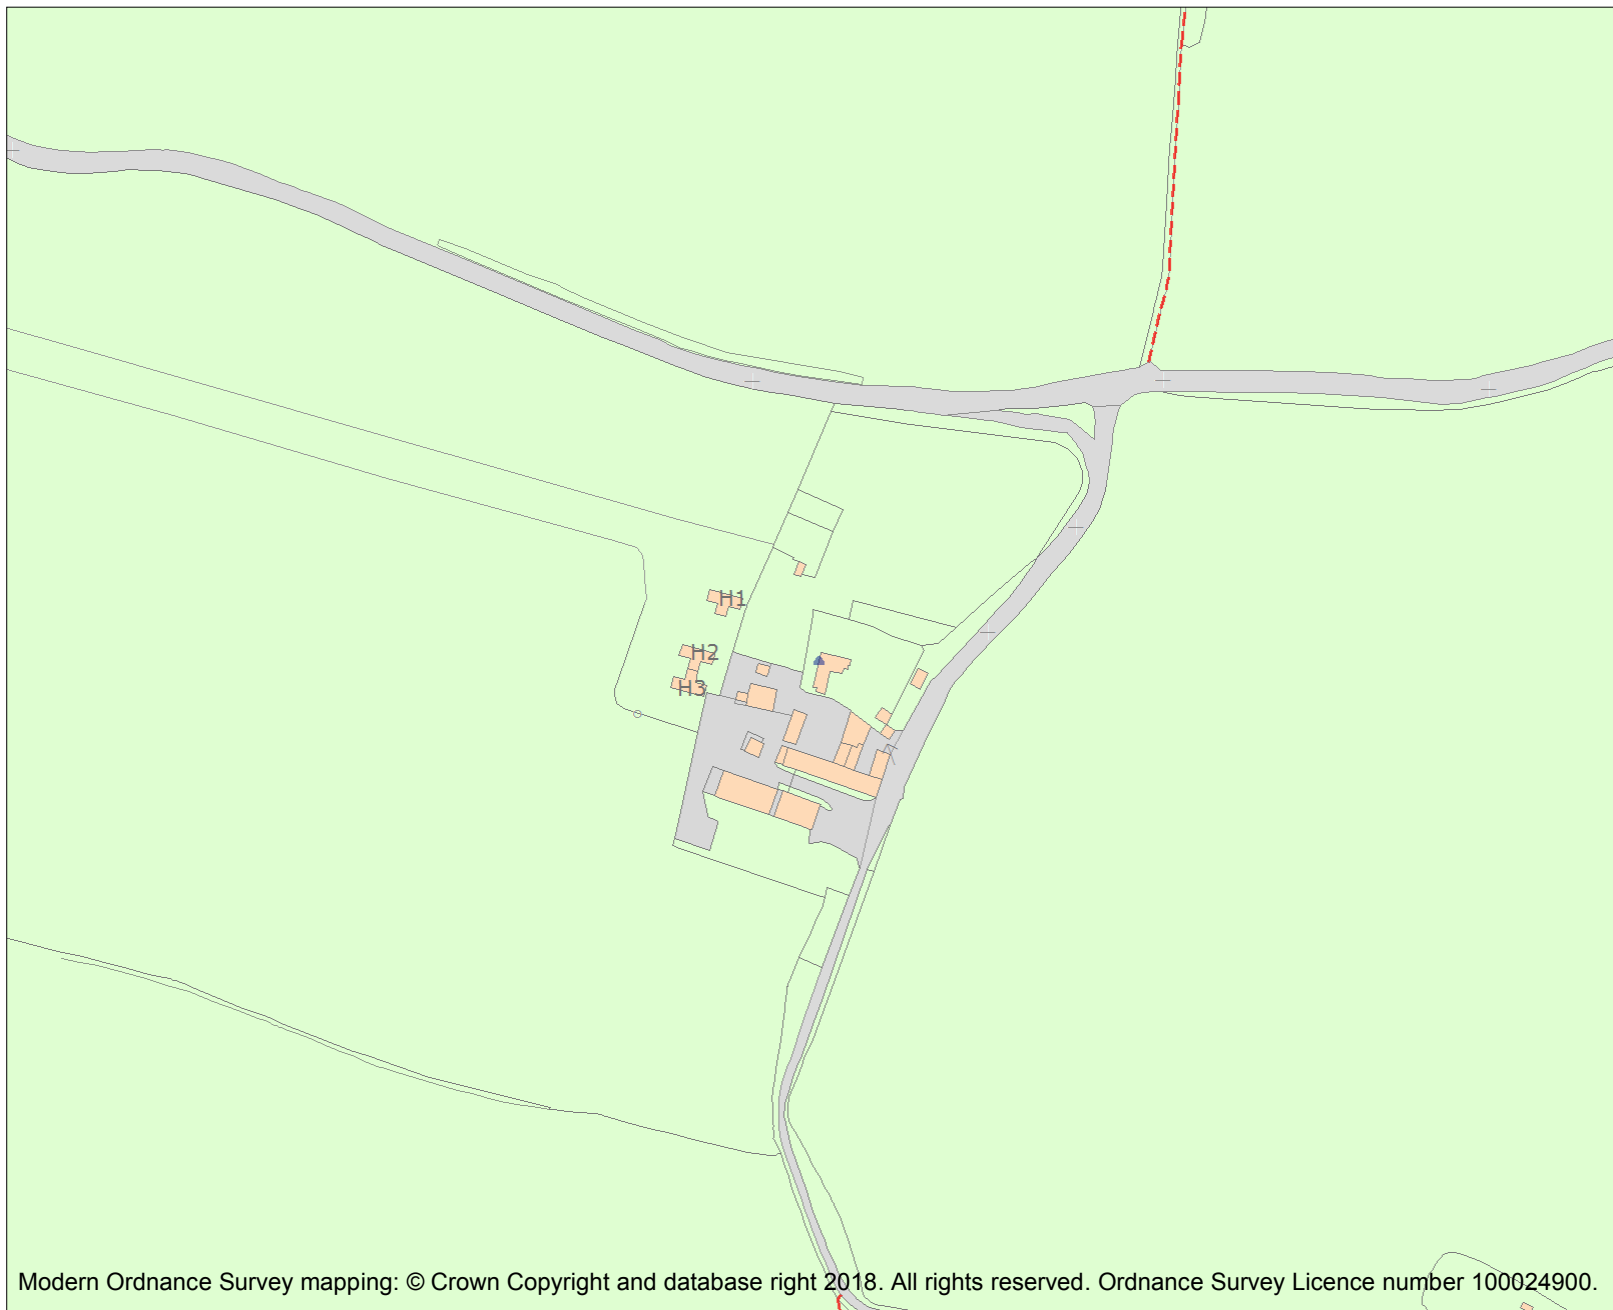 H1
H2
H3
Modern Ordnance Survey mapping: © Crown Copyright and database right 2018. All rights reserved. Ordnance Survey Licence number 100024900.